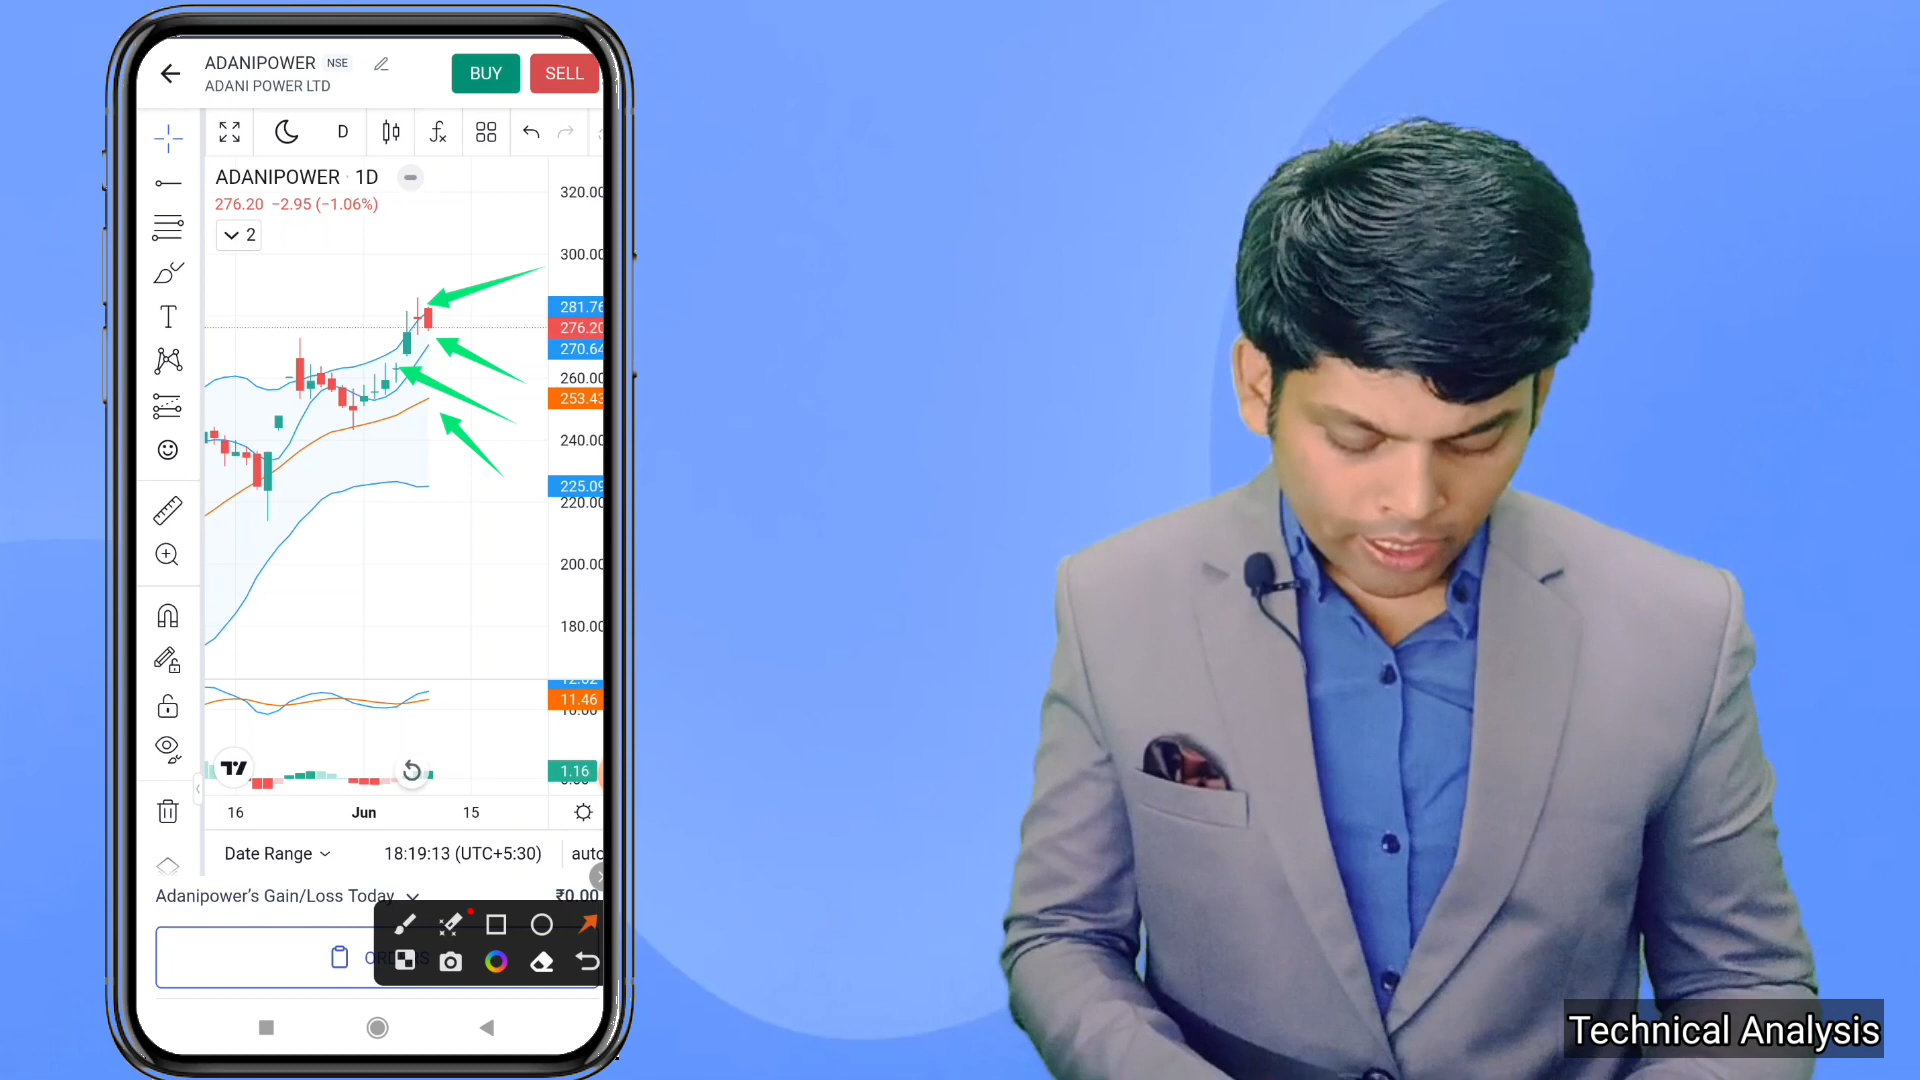 ADANIPOWER NSE
ADANI POWER LTD
BUY
SELL
D
ADANIPOWER · 1D
276.20 −2.95 (−1.06%)
2
320.00
300.00
281.76
276.20
270.64
260.00
253.43
240.00
225.09
220.00
200.00
180.00
11.46
1.16
16
Jun
15
Date Range
18:19:13 (UTC+5:30)
auto
Adanipower's Gain/Loss Today
₹0.00
Technical Analysis